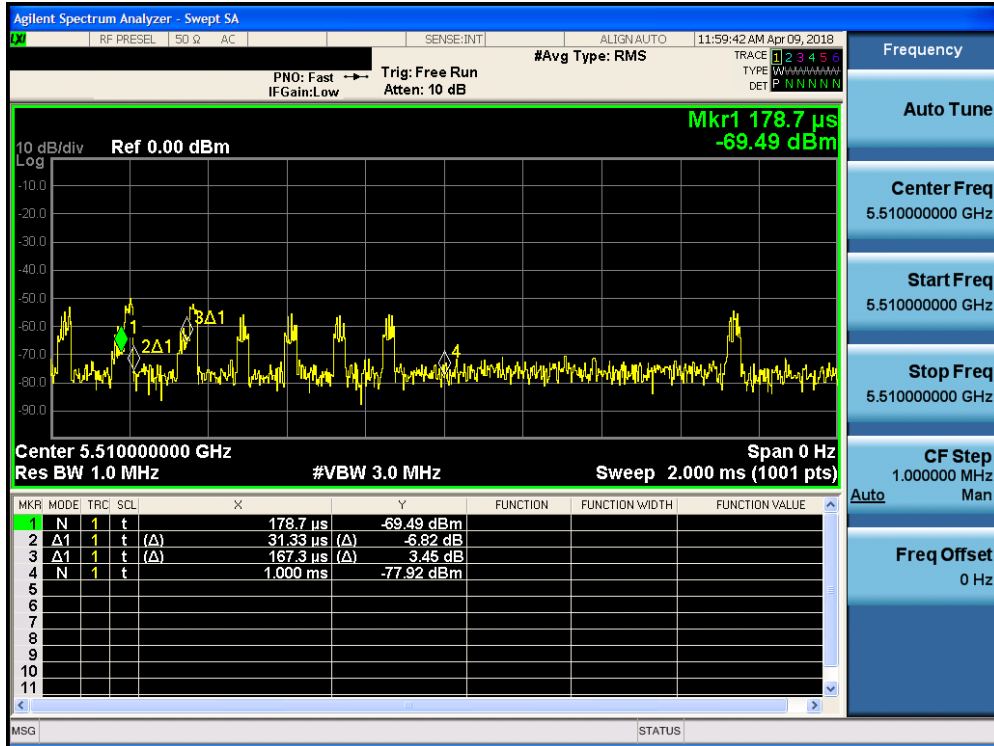 Agilent Spectrum Analyzer - Swept SA
LXI RF PRESEL 50 Ω AC SENSE:INT ALIGN AUTO 11:59:42 AM Apr 09, 2018
PNO: Fast
IFGain:Low
Trig: Free Run
Atten: 10 dB
#Avg Type: RMS
TRACE 1 2 3 4 5 6
TYPE WWWWWW
DET P N N N N N
Mkr1 178.7 µs
-69.49 dBm
10 dB/div Ref 0.00 dBm
Log
-10.0
-20.0
-30.0
-40.0
-50.0
-60.0
-70.0
-80.0
-90.0
1
2Δ1
3Δ1
4
Center 5.510000000 GHz Span 0 Hz
Res BW 1.0 MHz #VBW 3.0 MHz Sweep 2.000 ms (1001 pts)
MKR MODE TRC SCL X Y FUNCTION FUNCTION WIDTH FUNCTION VALUE
1 N 1 t 178.7 µs -69.49 dBm
2 Δ1 1 t (Δ) 31.33 µs (Δ) -6.82 dB
3 Δ1 1 t (Δ) 167.3 µs (Δ) 3.45 dB
4 N 1 t 1.000 ms -77.92 dBm
5
6
7
8
9
10
11
MSG STATUS
Frequency
Auto Tune
Center Freq
5.510000000 GHz
Start Freq
5.510000000 GHz
Stop Freq
5.510000000 GHz
CF Step
1.000000 MHz
Auto Man
Freq Offset
0 Hz